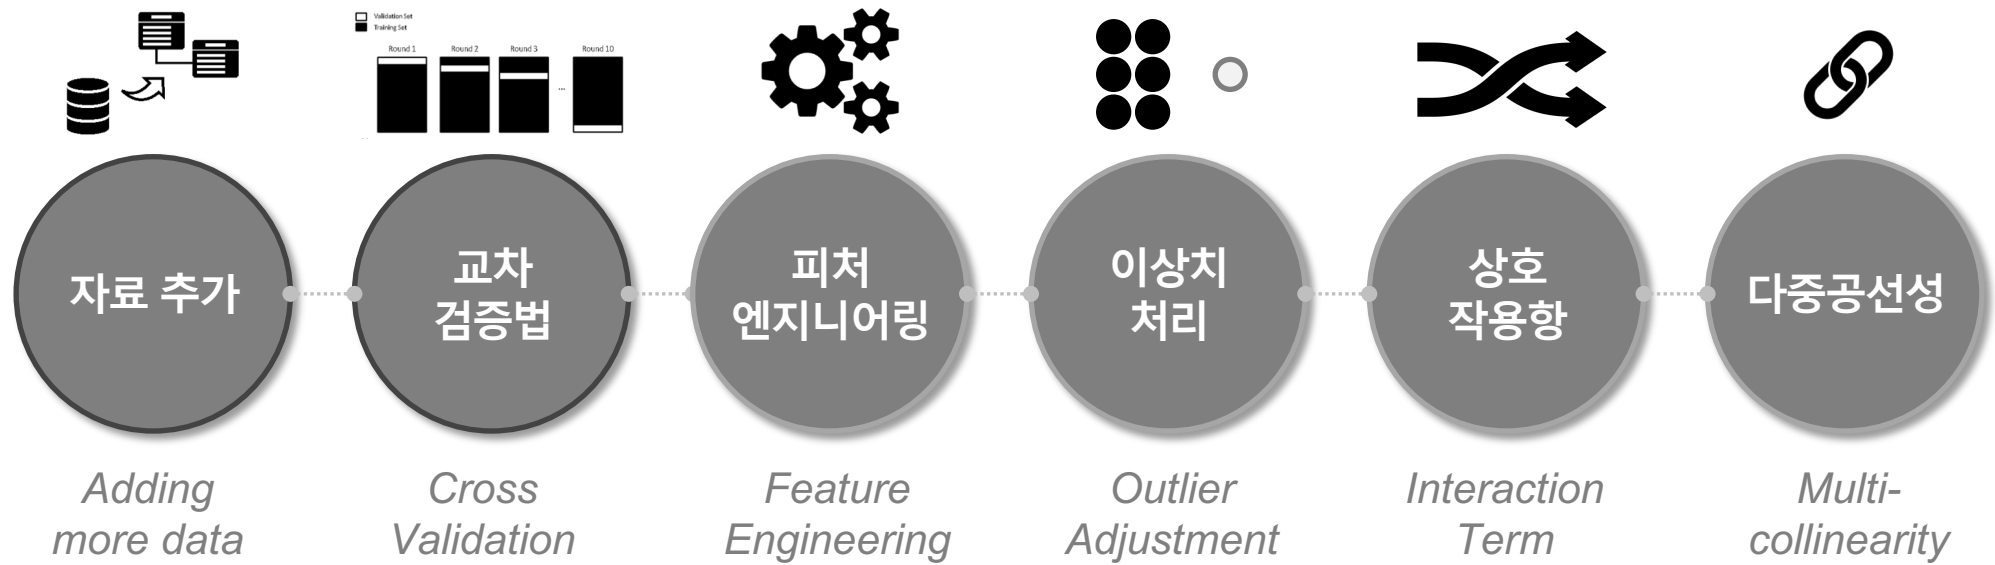 Validation Set
Training Set
Round 1
Round 2
Round 3
...
Round 10
자료 추가
교차
검증법
피처
엔지니어링
이상치
처리
상호
작용항
다중공선성
Adding
more data
Cross
Validation
Feature
Engineering
Outlier
Adjustment
Interaction
Term
Multi-
collinearity